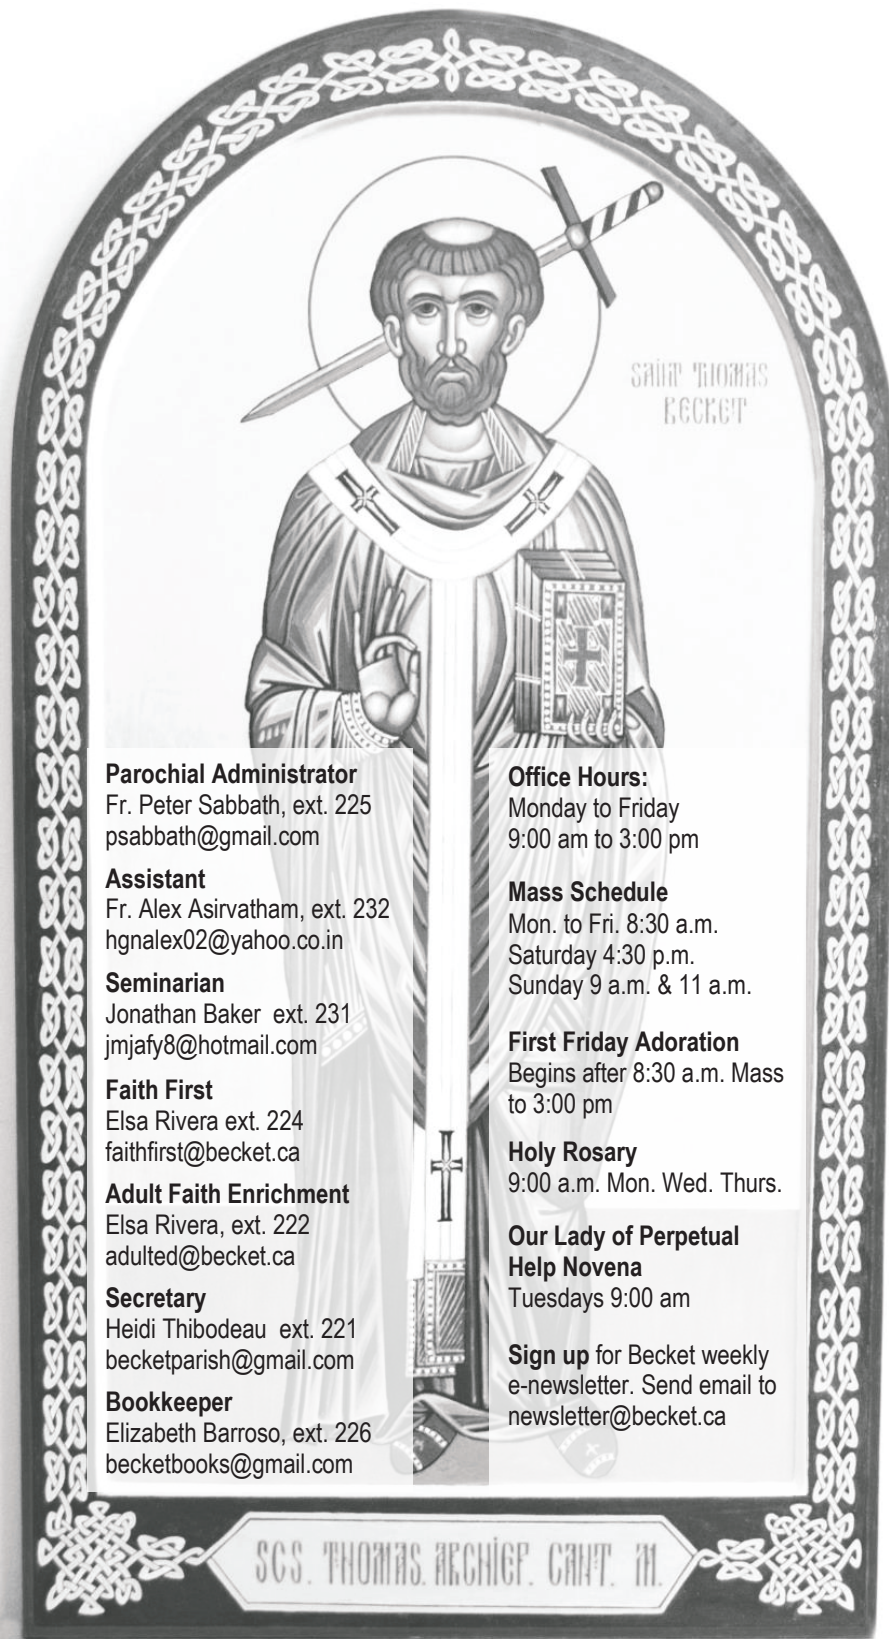 SAINT THOMAS
BECKET
Parochial Administrator
Fr. Peter Sabbath, ext. 225
psabbath@gmail.com
Assistant
Fr. Alex Asirvatham, ext. 232
hgnalex02@yahoo.co.in
Seminarian
Jonathan Baker  ext. 231
jmjafy8@hotmail.com
Faith First
Elsa Rivera ext. 224
faithfirst@becket.ca
Adult Faith Enrichment
Elsa Rivera, ext. 222
adulted@becket.ca
Secretary
Heidi Thibodeau  ext. 221
becketparish@gmail.com
Bookkeeper
Elizabeth Barroso, ext. 226
becketbooks@gmail.com
Office Hours:
Monday to Friday
9:00 am to 3:00 pm
Mass Schedule
Mon. to Fri. 8:30 a.m.
Saturday 4:30 p.m.
Sunday 9 a.m. & 11 a.m.
First Friday Adoration
Begins after 8:30 a.m. Mass
to 3:00 pm
Holy Rosary
9:00 a.m. Mon. Wed. Thurs.
Our Lady of Perpetual
Help Novena
Tuesdays 9:00 am
Sign up for Becket weekly
e-newsletter. Send email to
newsletter@becket.ca
SCS. THOMAS. ARCHIEP. CANT. M.